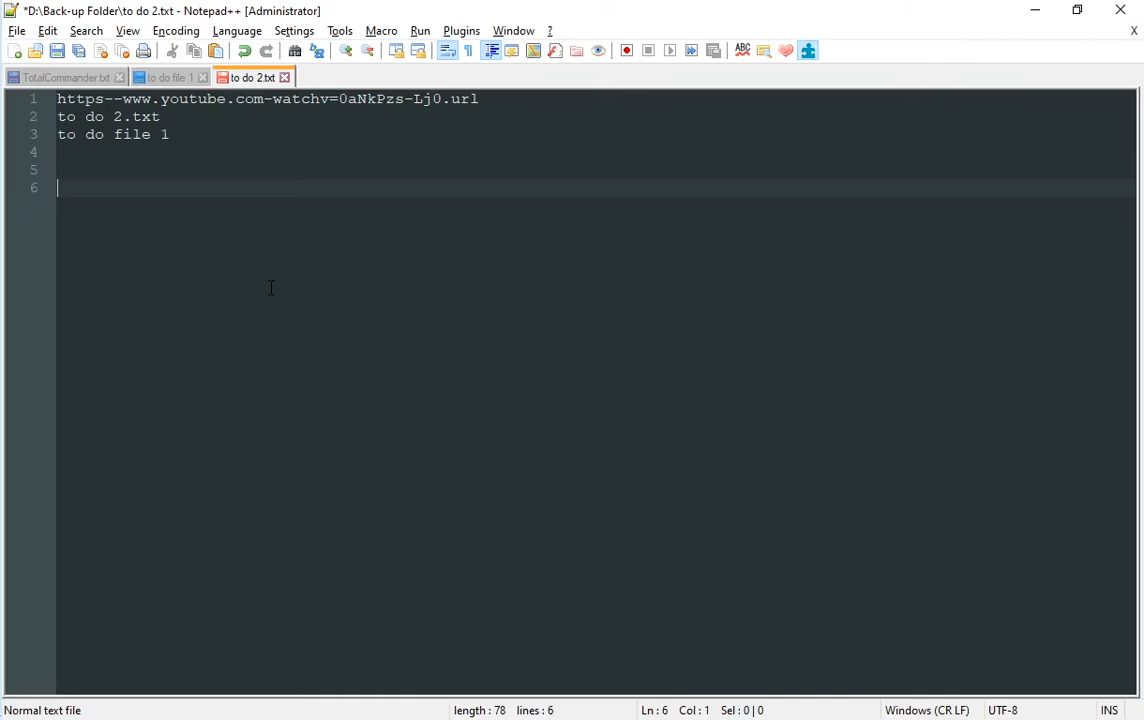 *D:\Back-up Folder\to do 2.txt - Notepad++ [Administrator]
File Edit Search View Encoding Language Settings Tools Macro Run Plugins Window ? X
ABC
TotalCommander.txt to do file 1 to do 2.txt
1 https--www.youtube.com-watchv=0aNkPzs-Lj0.url
2 to do 2.txt
3 to do file 1
4
5
6
Normal text file length : 78 lines : 6 Ln : 6 Col : 1 Sel : 0 | 0 Windows (CR LF) UTF-8 INS